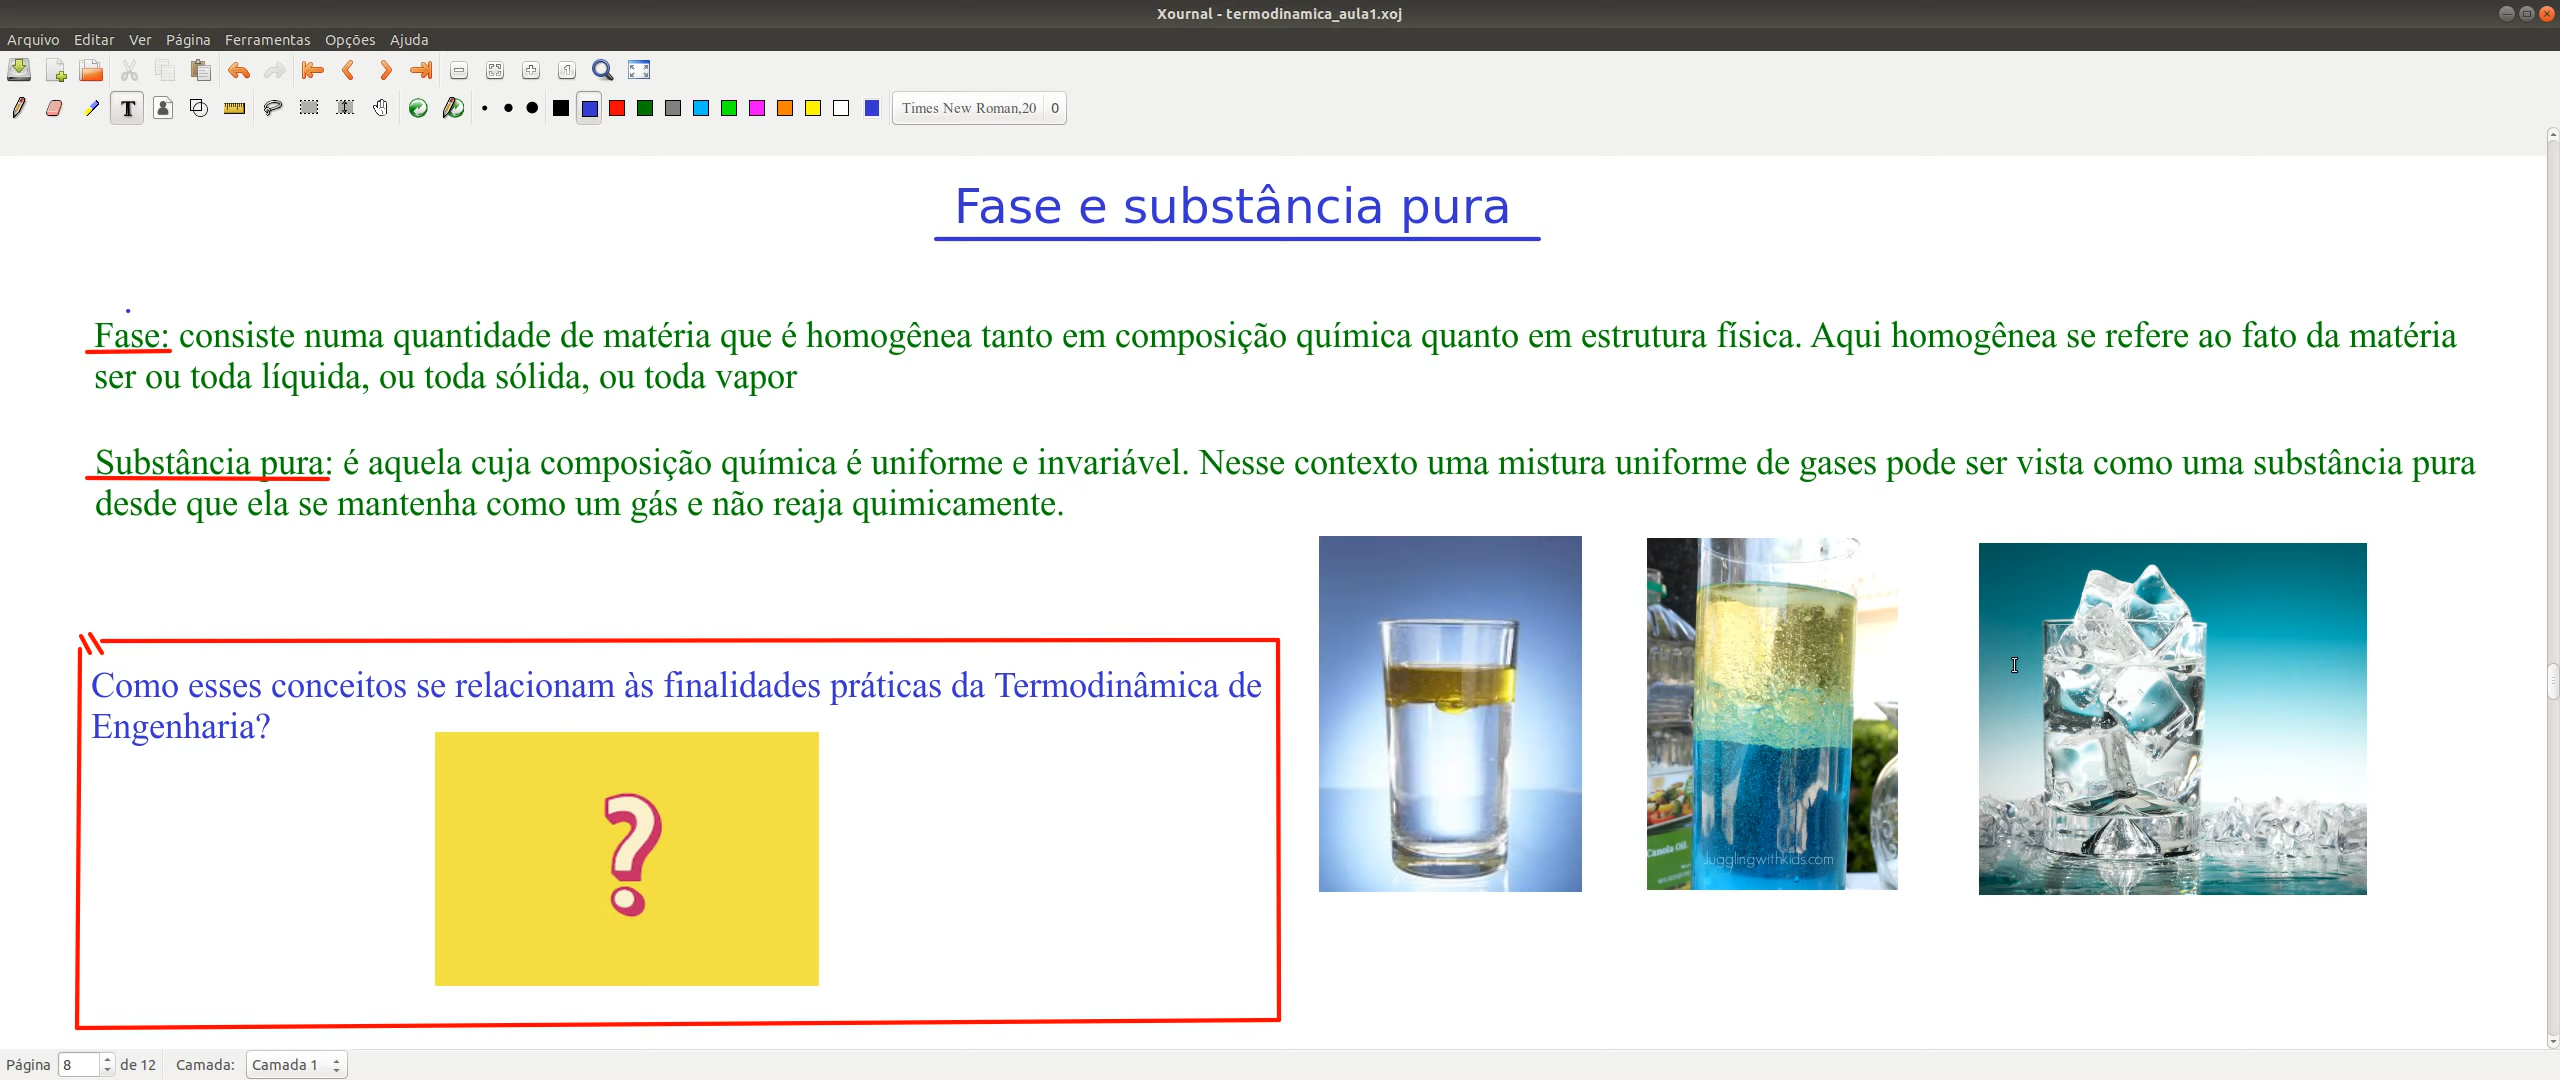 Xournal - termodinamica_aula1.xoj
Arquivo Editar Ver Página Ferramentas Opções Ajuda
T
Times New Roman,20 0
Fase e substância pura
Fase: consiste numa quantidade de matéria que é homogênea tanto em composição química quanto em estrutura física. Aqui homogênea se refere ao fato da matéria
ser ou toda líquida, ou toda sólida, ou toda vapor
Substância pura: é aquela cuja composição química é uniforme e invariável. Nesse contexto uma mistura uniforme de gases pode ser vista como uma substância pura
desde que ela se mantenha como um gás e não reaja quimicamente.
Como esses conceitos se relacionam às finalidades práticas da Termodinâmica de
Engenharia?
?
Canola Oil.
jugglingwithkids.com
Página 8 de 12 Camada: Camada 1